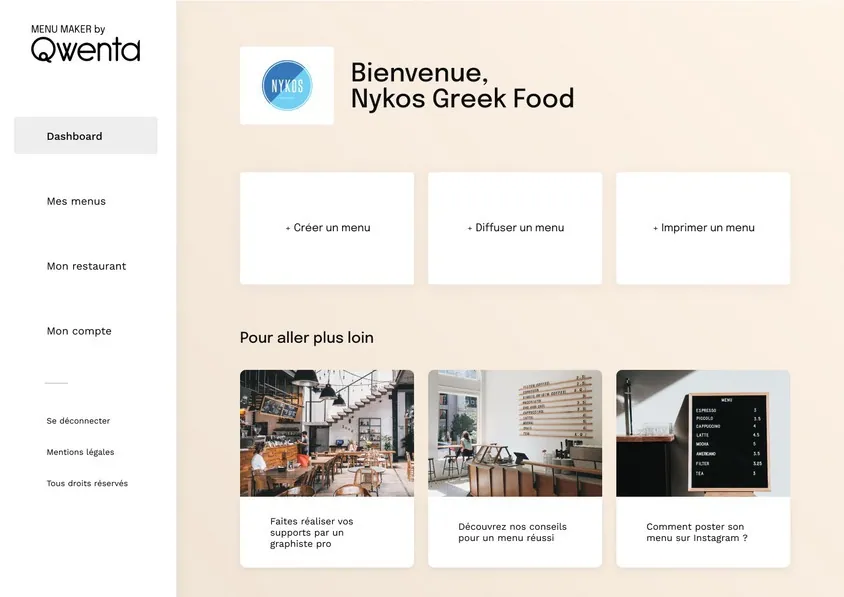 MENU MAKER by
Qwenta
Dashboard
Mes menus
Mon restaurant
Mon compte
Se déconnecter
Mentions légales
Tous droits réservés
NYKOS
Bienvenue,
Nykos Greek Food
+ Créer un menu
+ Diffuser un menu
+ Imprimer un menu
Pour aller plus loin
MENU
ESPRESSO 3
PICCOLO 3.5
CAPPUCCINO 4
LATTE 4.5
MOCHA 5
AMERICANO 3.5
FILTER
TEA
Faites réaliser vos
supports par un
graphiste pro
Découvrez nos conseils
pour un menu réussi
Comment poster son
menu sur Instagram ?